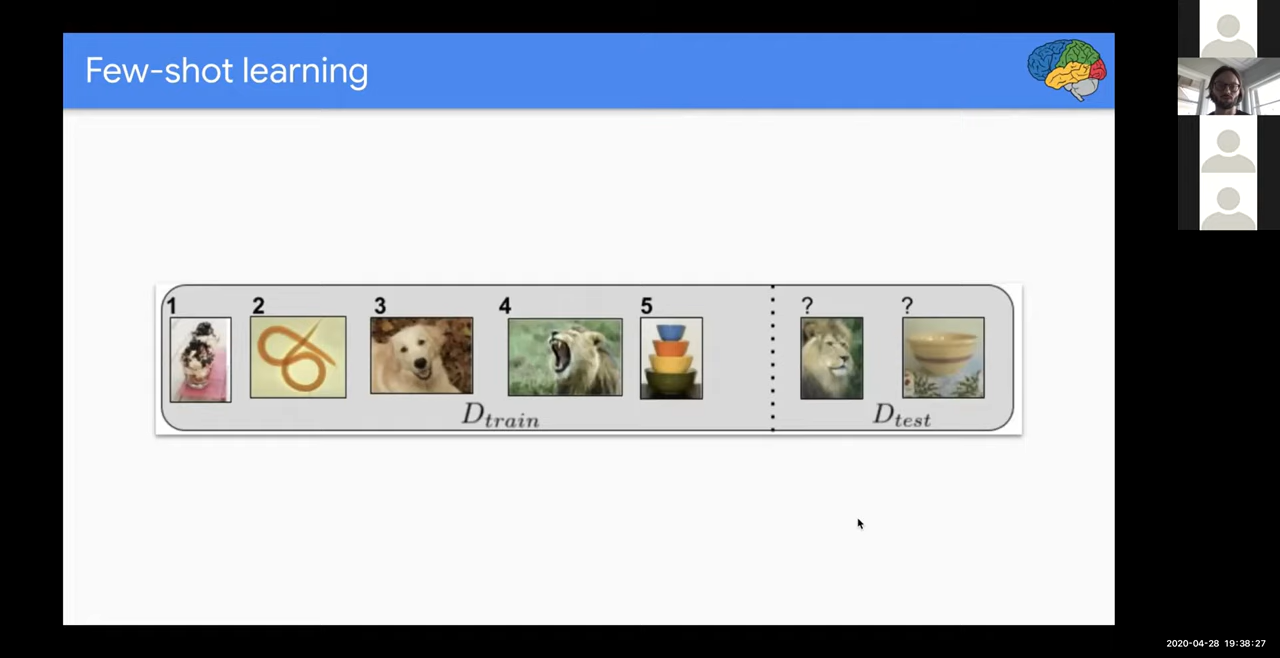 Few-shot learning
1 2 3 4 5 ? ?
D_train D_test
2020-04-28 19:38:27